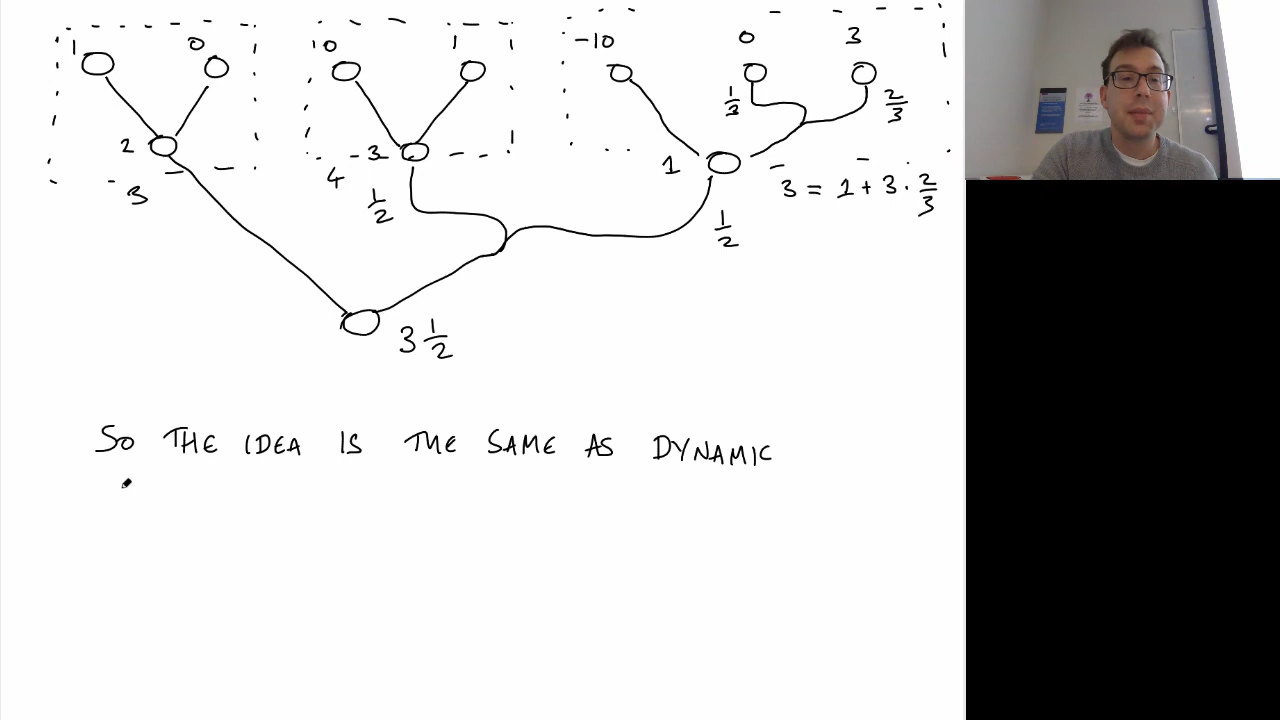 1 0 0 1 -10 0 3
1/3 2/3
2 -3 1
3 4 1/2 1/2 3 = 1 + 3 · 2/3
3 1/2
SO THE IDEA IS THE SAME AS DYNAMIC